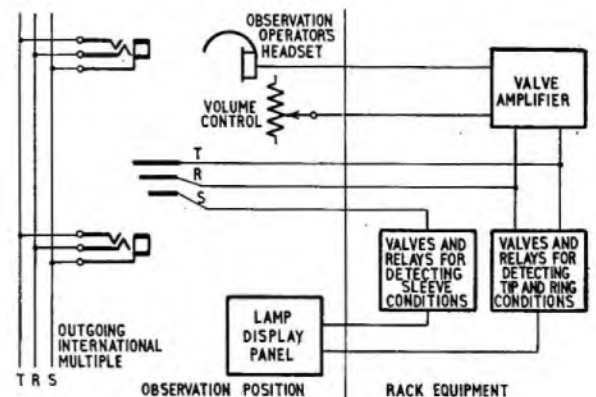 OBSERVATION
OPERATOR'S
HEADSET
VOLUME
CONTROL
VALVE
AMPLIFIER
T
R
S
VALVES AND
RELAYS FOR
DETECTING
SLEEVE
CONDITIONS
VALVES AND
RELAYS FOR
DETECTING
TIP AND RING
CONDITIONS
LAMP
DISPLAY
PANEL
OUTGOING
INTERNATIONAL
MULTIPLE
T R S
OBSERVATION POSITION
RACK EQUIPMENT